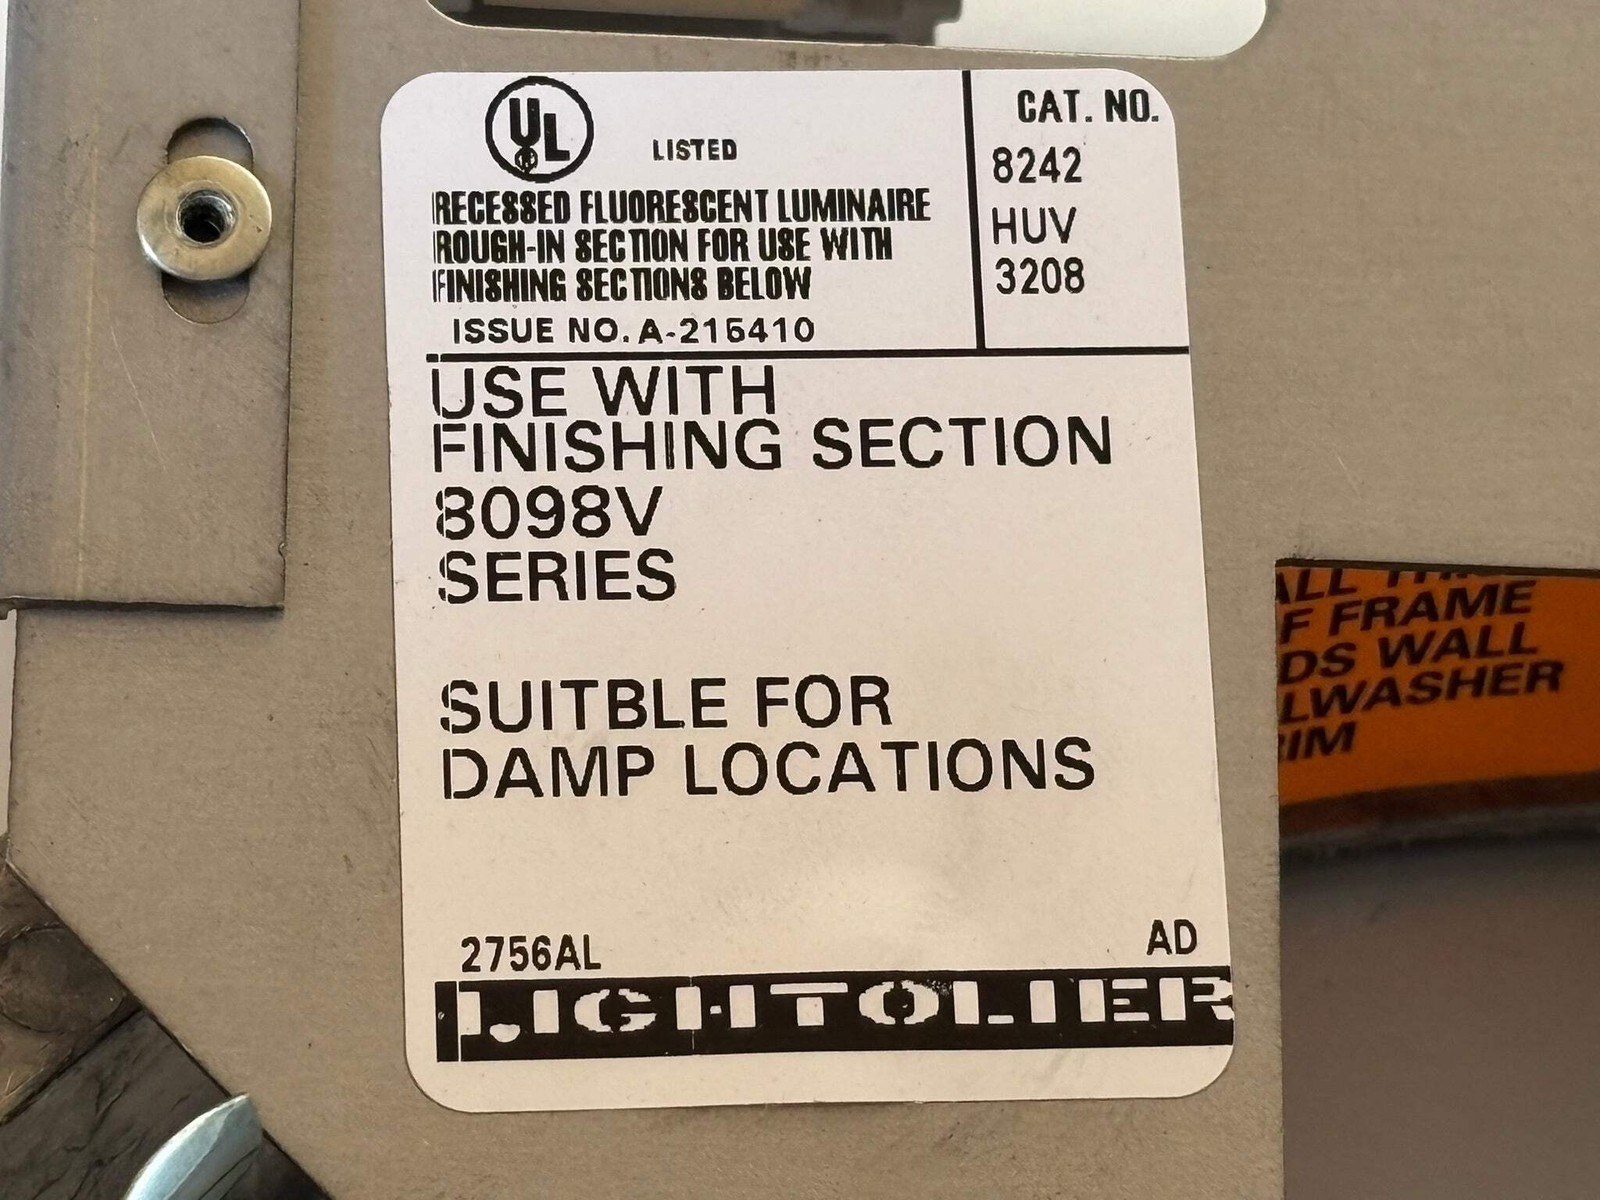 UL
LISTED
RECESSED FLUORESCENT LUMINAIRE
ROUGH-IN SECTION FOR USE WITH
FINISHING SECTIONS BELOW
ISSUE NO. A-215410
CAT. NO.
8242
HUV
3208
USE WITH
FINISHING SECTION
8098V
SERIES
SUITBLE FOR
DAMP LOCATIONS
2756AL
AD
LIGHTOLIER
ALL
F FRAME
DS WALL
LWASHER
IM